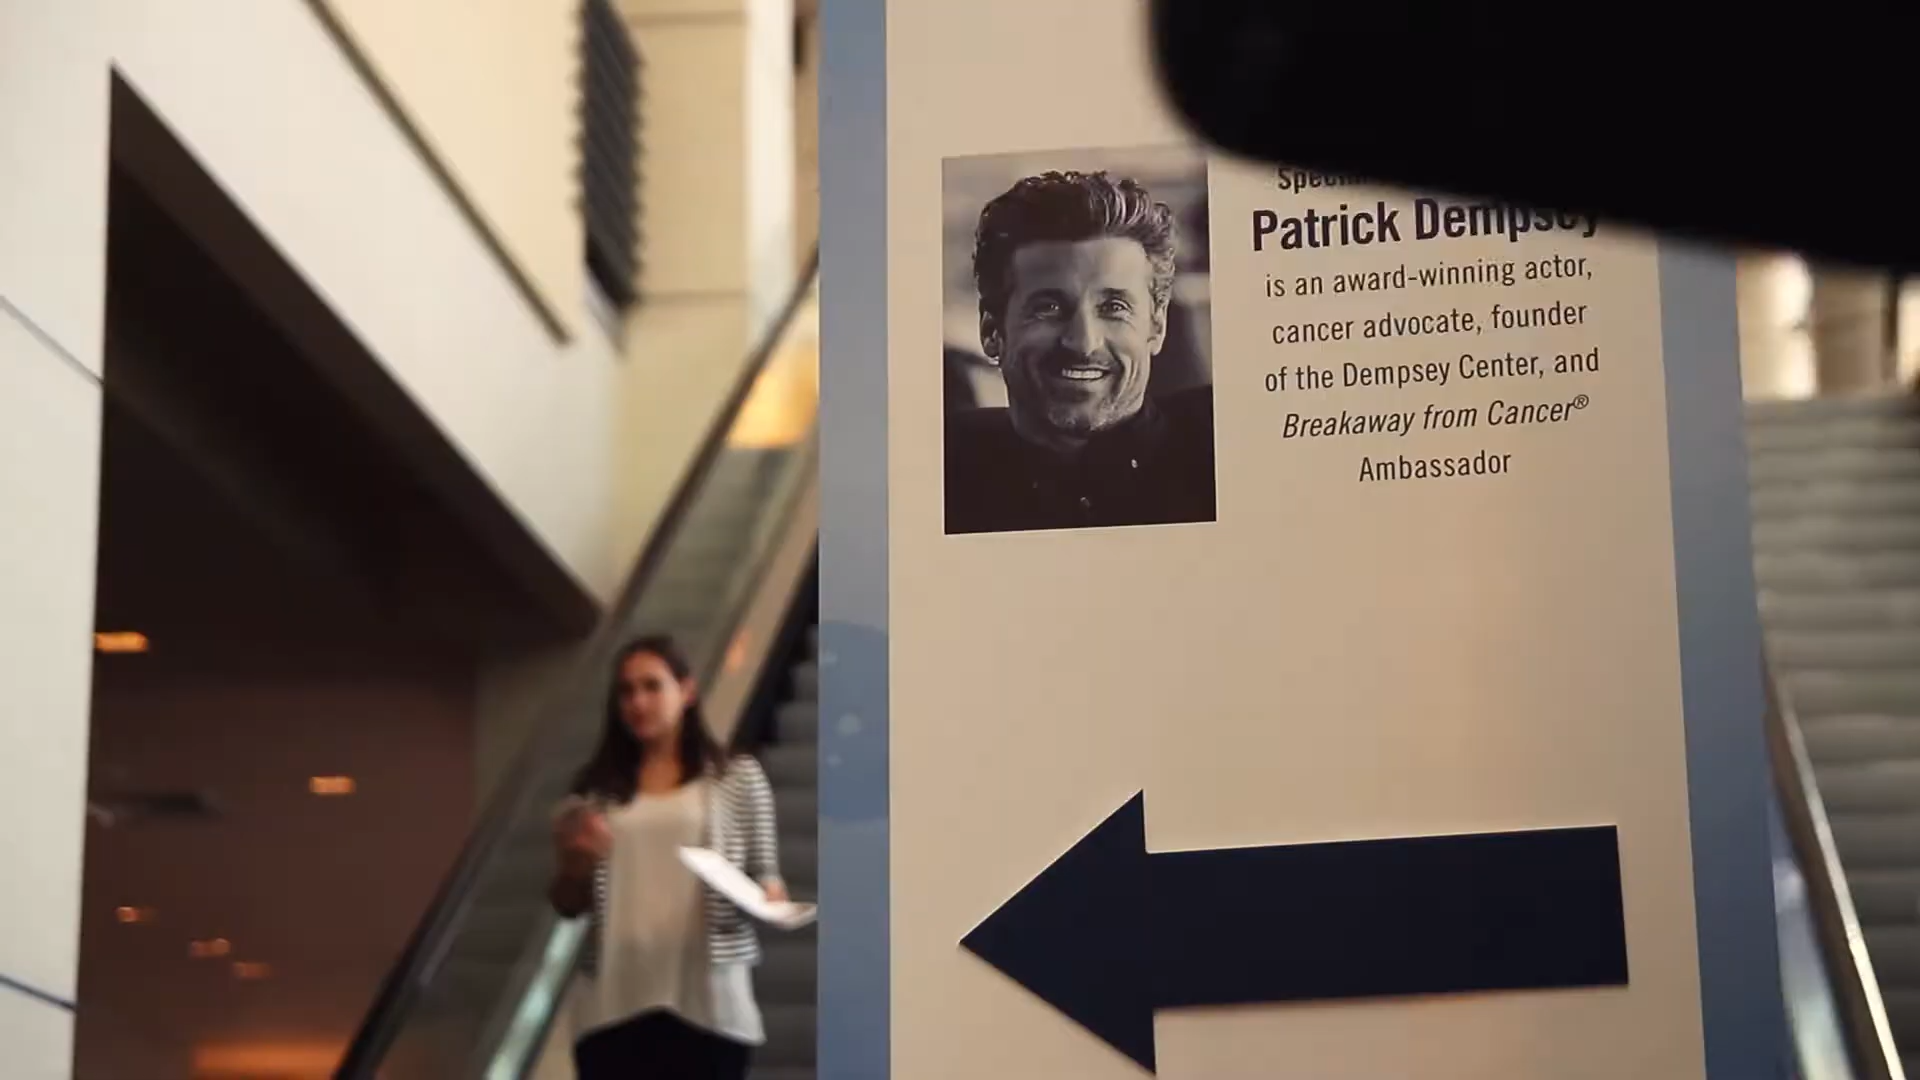 Patrick Dempsey
is an award-winning actor,
cancer advocate, founder
of the Dempsey Center, and
Breakaway from Cancer®
Ambassador